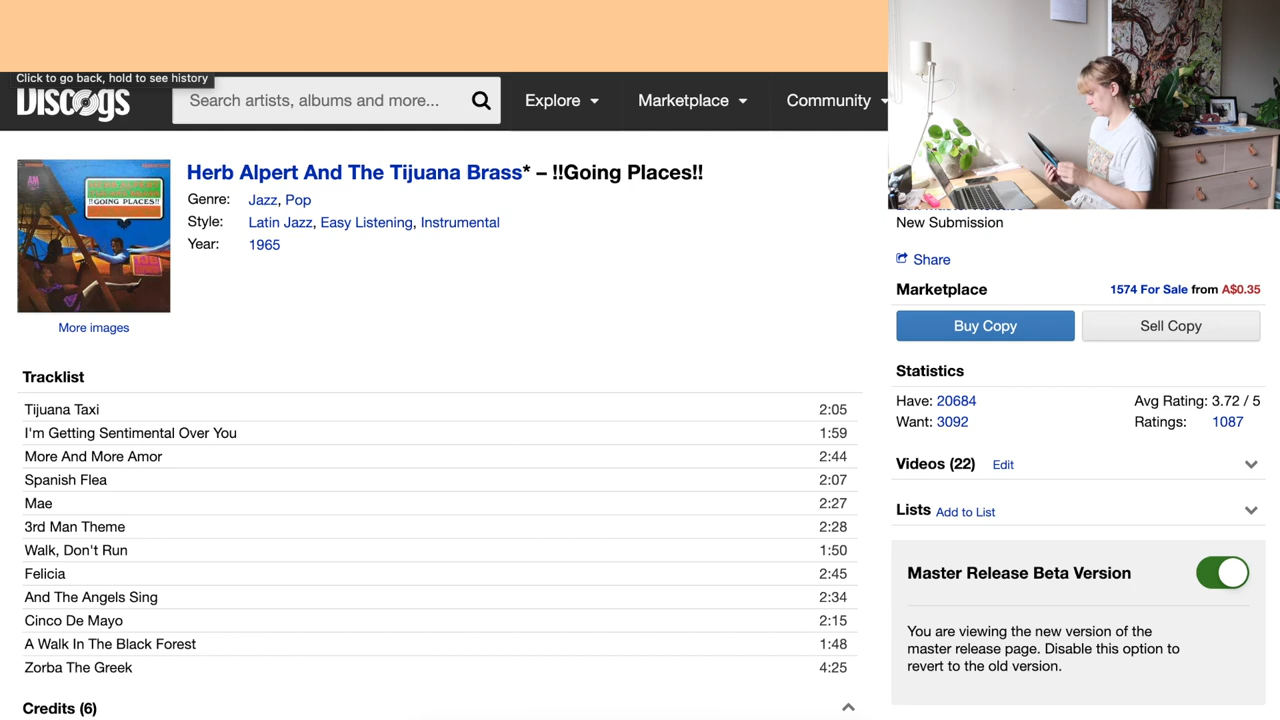 Click to go back, hold to see history
Discogs
Search artists, albums and more...
Explore
Marketplace
Community
Herb Alpert And The Tijuana Brass* – !!Going Places!!
Genre: Jazz, Pop
Style: Latin Jazz, Easy Listening, Instrumental
Year: 1965
A&M
HERB ALPERT
!!GOING PLACES!!
More images
Tracklist
Tijuana Taxi 2:05
I'm Getting Sentimental Over You 1:59
More And More Amor 2:44
Spanish Flea 2:07
Mae 2:27
3rd Man Theme 2:28
Walk, Don't Run 1:50
Felicia 2:45
And The Angels Sing 2:34
Cinco De Mayo 2:15
A Walk In The Black Forest 1:48
Zorba The Greek 4:25
Credits (6)
New Submission
Share
Marketplace 1574 For Sale from A$0.35
Buy Copy Sell Copy
Statistics
Have: 20684 Avg Rating: 3.72 / 5
Want: 3092 Ratings: 1087
Videos (22) Edit
Lists Add to List
Master Release Beta Version
You are viewing the new version of the
master release page. Disable this option to
revert to the old version.